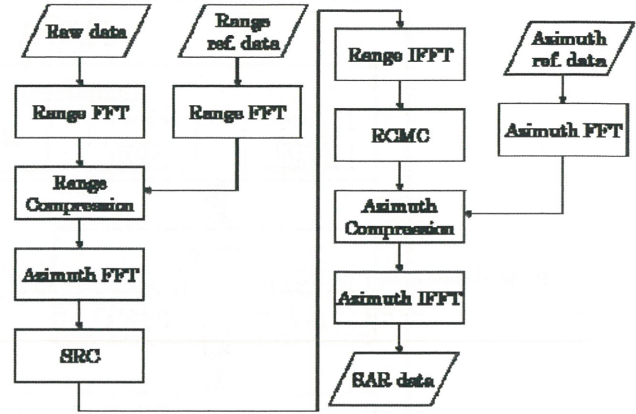 Raw data
Range
ref. data
Range FFT
Range FFT
Range
Compression
Azimuth FFT
SRC
Range IFFT
RCMC
Azimuth
ref. data
Azimuth FFT
Azimuth
Compression
Azimuth IFFT
SAR data